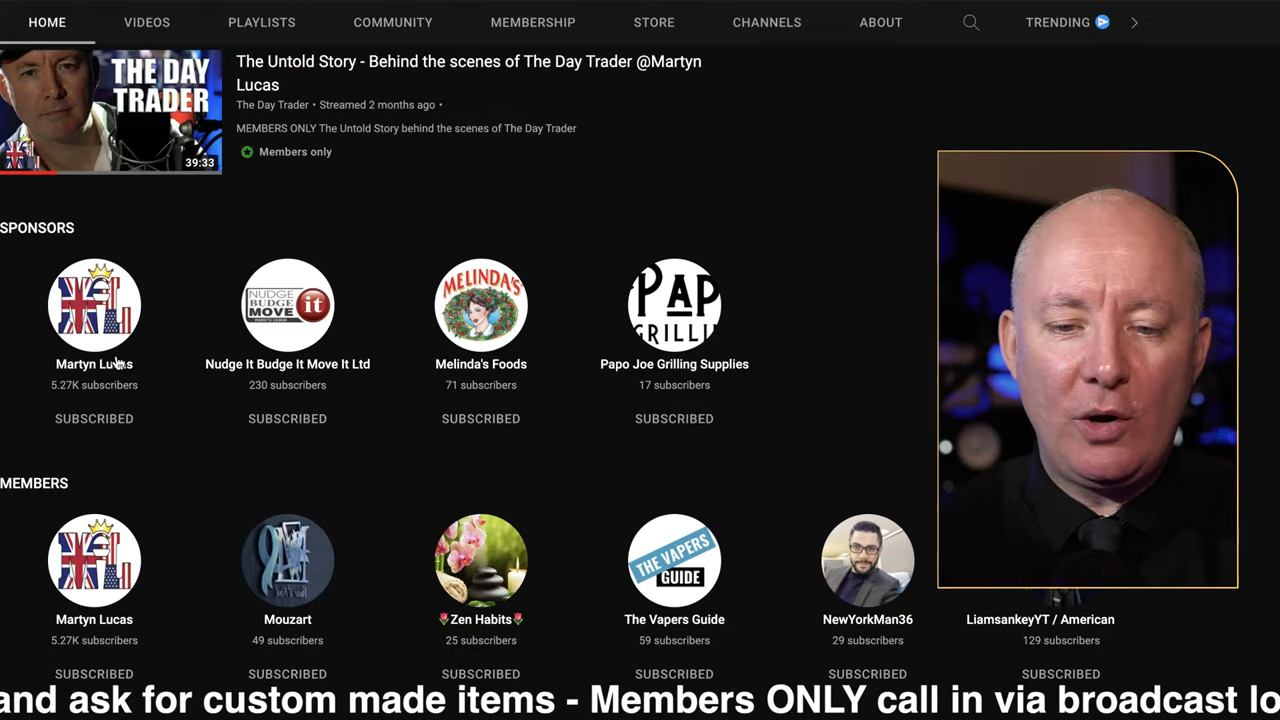 HOME VIDEOS PLAYLISTS COMMUNITY MEMBERSHIP STORE CHANNELS ABOUT TRENDING
THE DAY
TRADER
39:33
The Untold Story - Behind the scenes of The Day Trader @Martyn
Lucas
The Day Trader • Streamed 2 months ago •
MEMBERS ONLY The Untold Story behind the scenes of The Day Trader
Members only
SPONSORS
NUDGE
BUDGE
MOVE it
MELINDA'S
PAP
GRILLI
Martyn Lucas Nudge It Budge It Move It Ltd Melinda's Foods Papo Joe Grilling Supplies
5.27K subscribers 230 subscribers 71 subscribers 17 subscribers
SUBSCRIBED SUBSCRIBED SUBSCRIBED SUBSCRIBED
MEMBERS
THE VAPERS
GUIDE
Martyn Lucas Mouzart 🌷Zen Habits🌷 The Vapers Guide NewYorkMan36 LiamsankeyYT / American
5.27K subscribers 49 subscribers 25 subscribers 59 subscribers 29 subscribers 129 subscribers
SUBSCRIBED SUBSCRIBED SUBSCRIBED SUBSCRIBED SUBSCRIBED SUBSCRIBED
and ask for custom made items - Members ONLY call in via broadcast lo